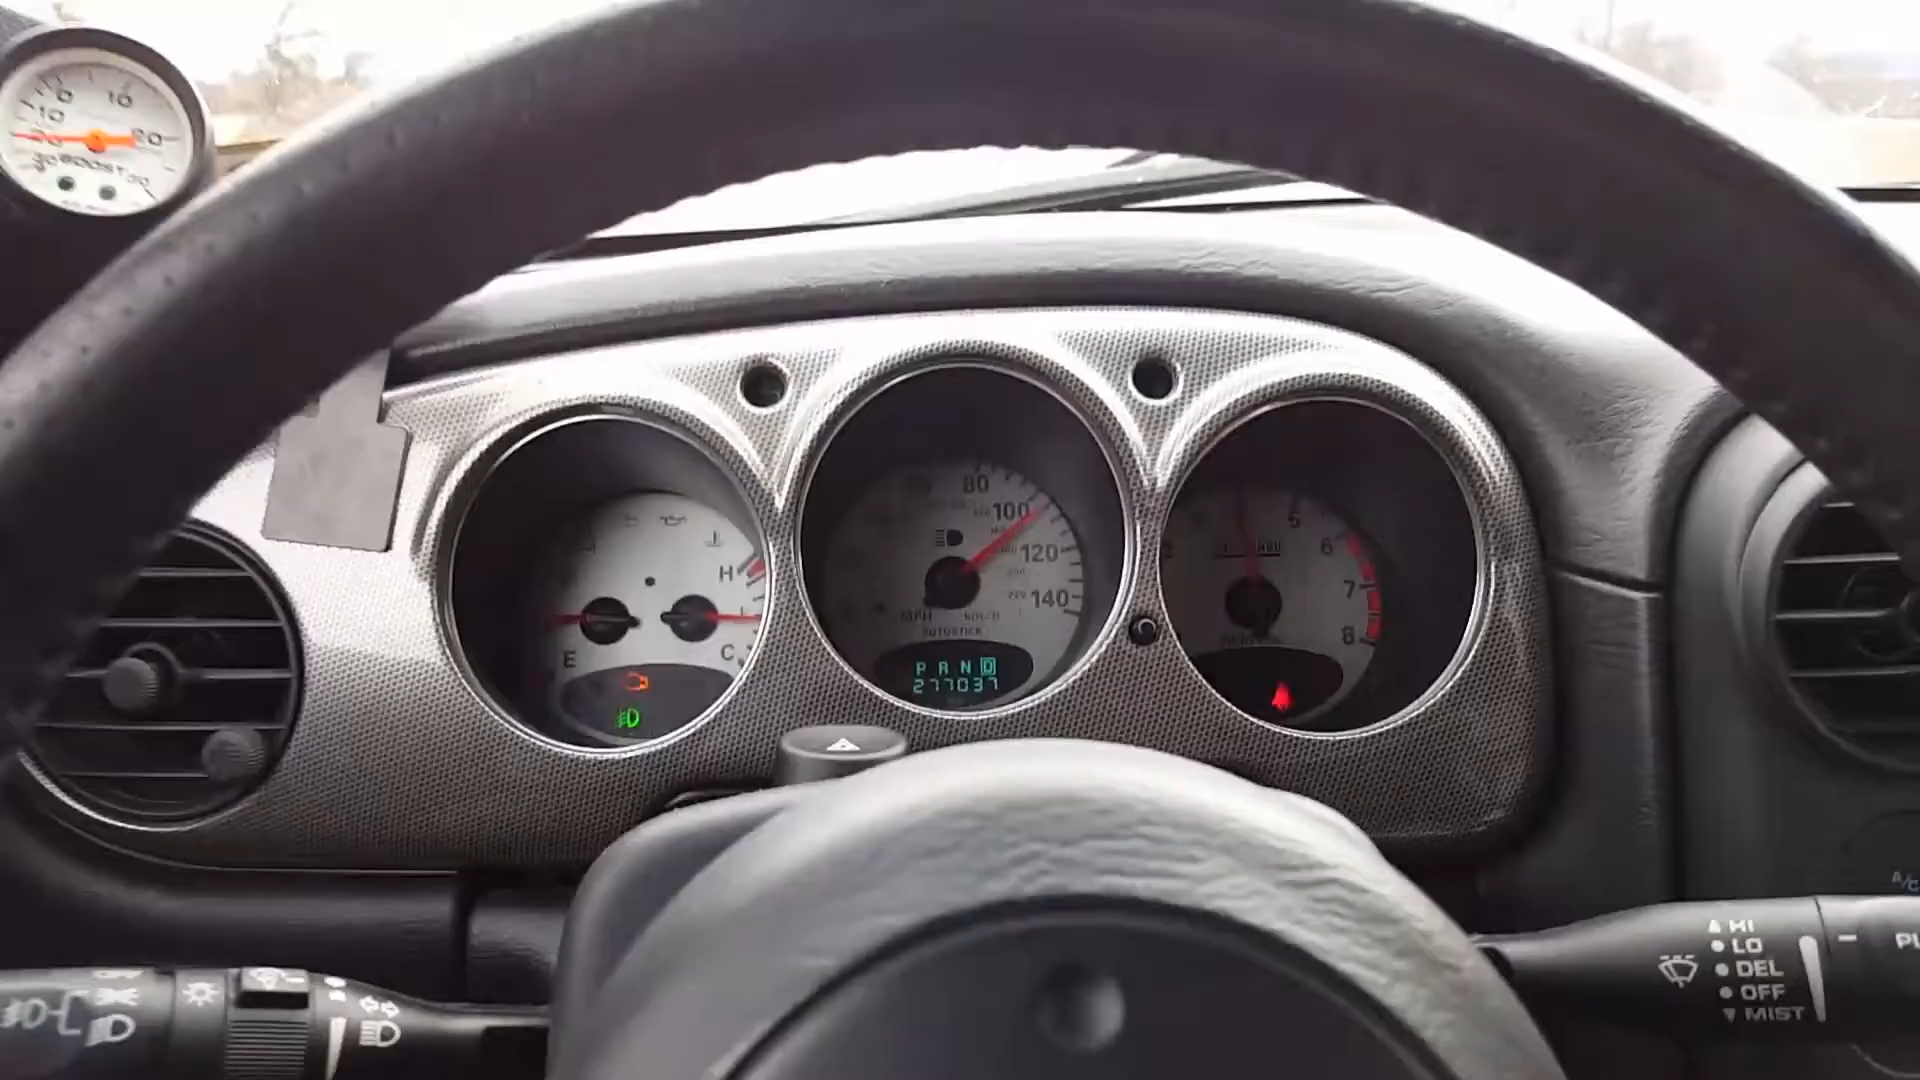 0 10
10
20 20
30 BOOST 30
80
100
120
140
MPH km/h
AUTOSTICK
P R N D
277037
H
E C
5
6
7
8
A/C
HI
LO
DEL
OFF
MIST